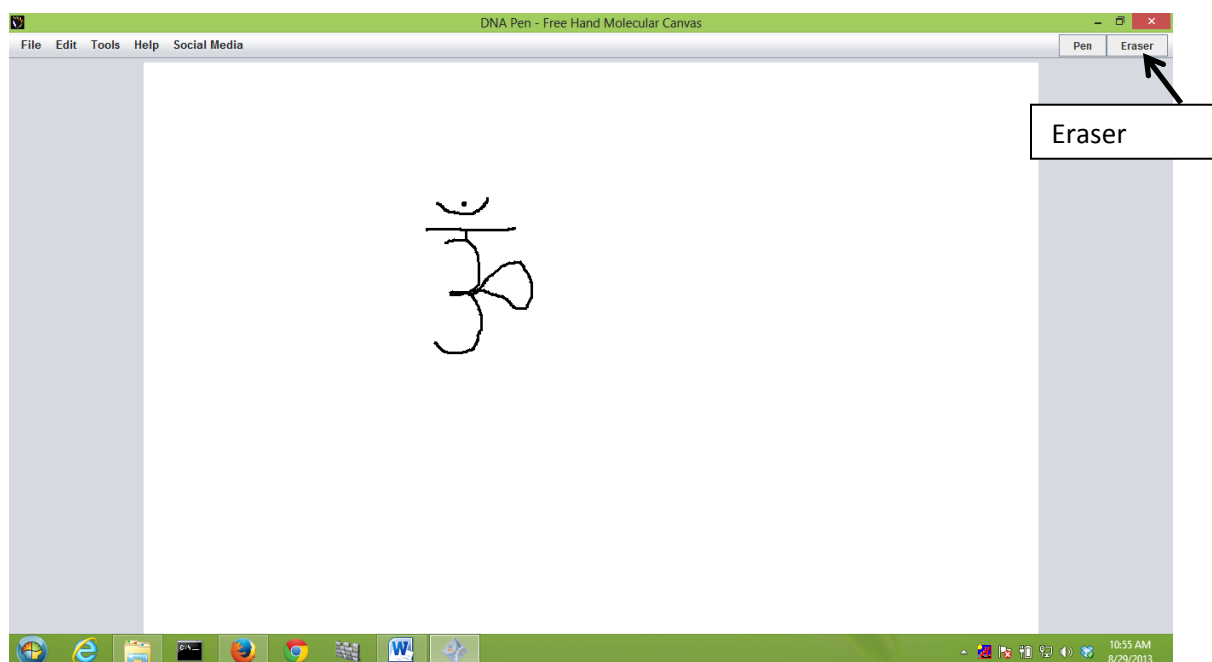 DNA Pen - Free Hand Molecular Canvas
File Edit Tools Help Social Media Pen Eraser
Eraser
ऊँ
C:\_
W
10:55 AM
8/29/2013